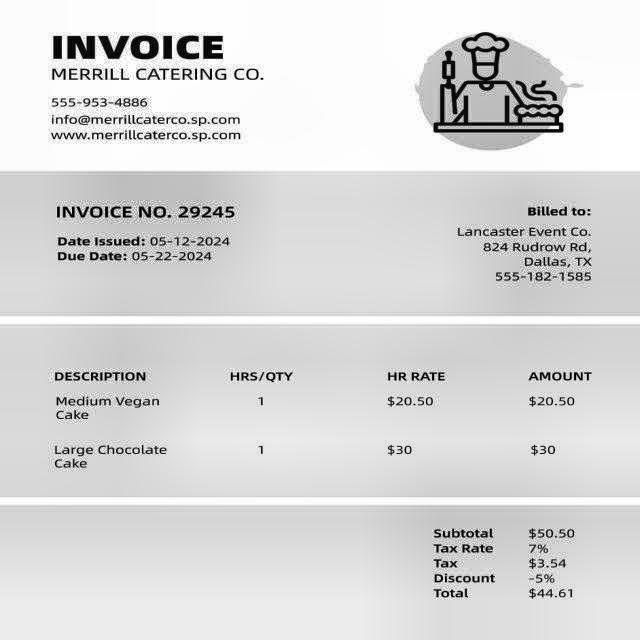 INVOICE
MERRILL CATERING CO.
555-953-4886
info@merrillcaterco.sp.com
www.merrillcaterco.sp.com
INVOICE NO. 29245
Date Issued: 05-12-2024
Due Date: 05-22-2024
Billed to:
Lancaster Event Co.
824 Rudrow Rd,
Dallas, TX
555-182-1585
DESCRIPTION HRS/QTY HR RATE AMOUNT
Medium Vegan 1 $20.50 $20.50
Cake
Large Chocolate 1 $30 $30
Cake
Subtotal $50.50
Tax Rate 7%
Tax $3.54
Discount -5%
Total $44.61